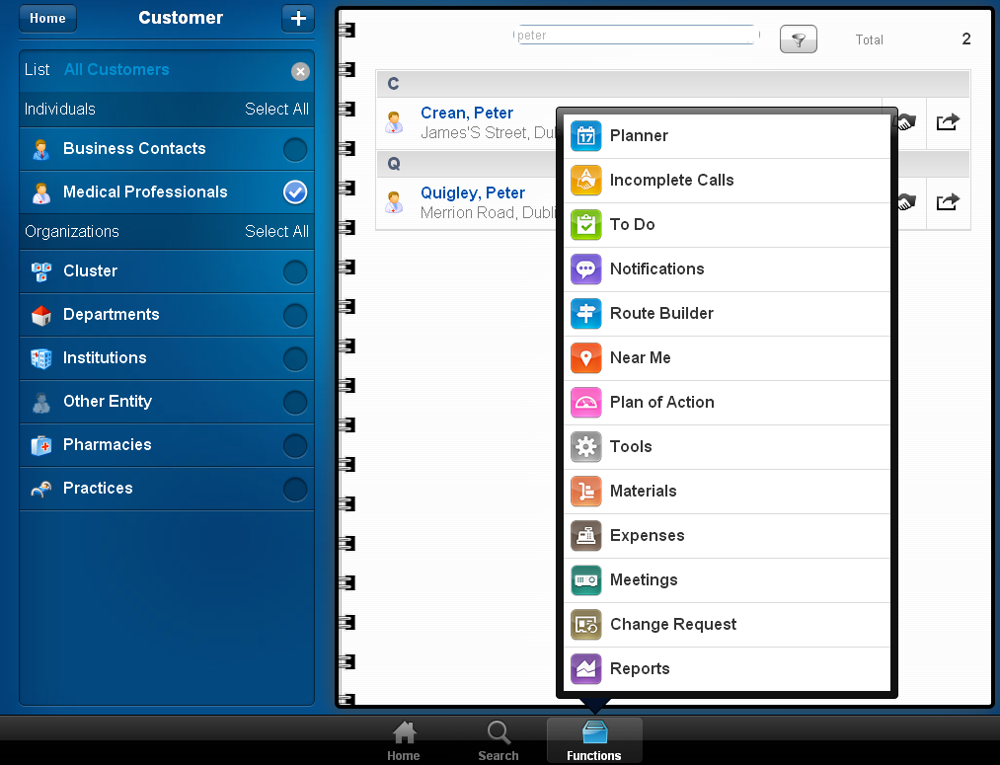 Home
Customer
+
List All Customers
Individuals Select All
Business Contacts
Medical Professionals
Organizations Select All
Cluster
Departments
Institutions
Other Entity
Pharmacies
Practices
peter
Total 2
C
Crean, Peter
James'S Street, Du
Q
Quigley, Peter
Merrion Road, Dubli
17
Planner
Incomplete Calls
To Do
Notifications
Route Builder
Near Me
Plan of Action
Tools
Materials
Expenses
Meetings
Change Request
Reports
Home
Search
Functions